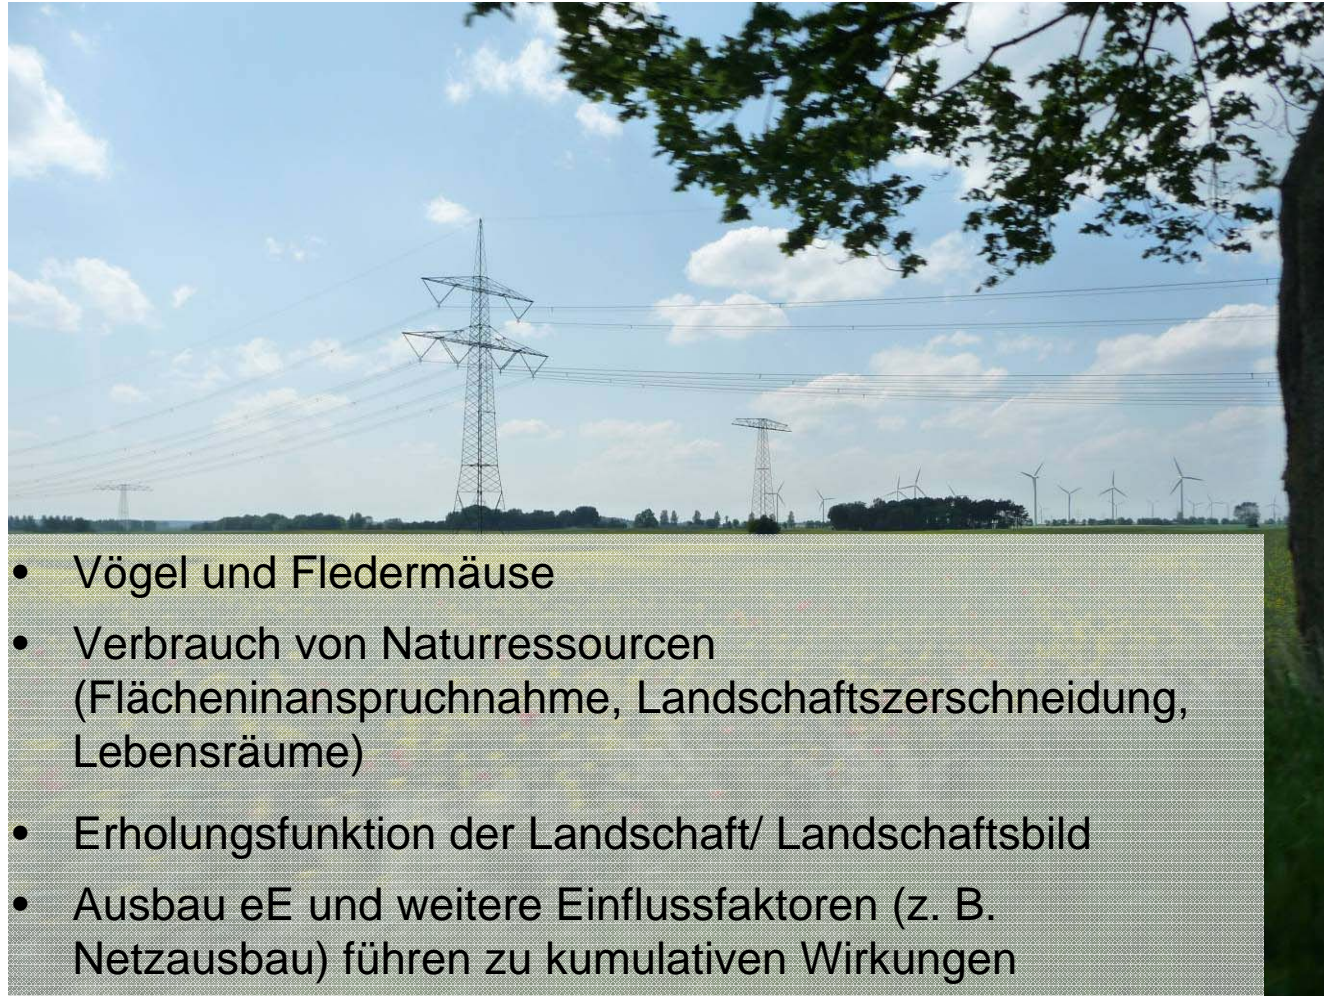 • Vögel und Fledermäuse
• Verbrauch von Naturressourcen
(Flächeninanspruchnahme, Landschaftszerschneidung,
Lebensräume)
• Erholungsfunktion der Landschaft/ Landschaftsbild
• Ausbau eE und weitere Einflussfaktoren (z. B.
Netzausbau) führen zu kumulativen Wirkungen